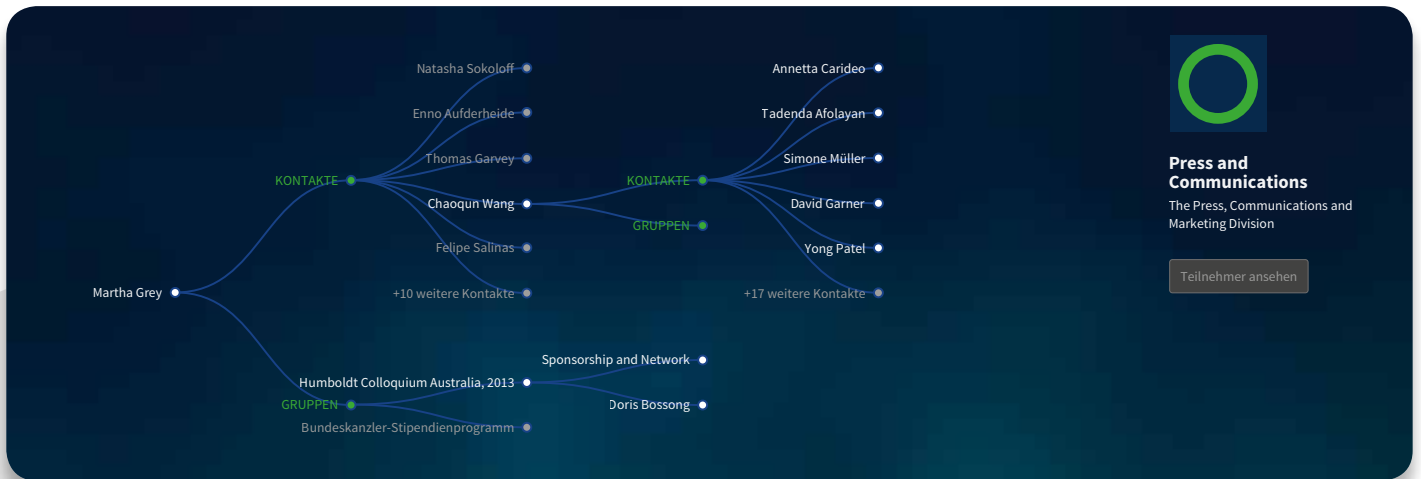 Natasha Sokoloff
Annetta Carideo
Enno Aufderheide
Tadenda Afolayan
Thomas Garvey
Simone Müller
KONTAKTE
KONTAKTE
Chaoqun Wang
David Garner
GRUPPEN
Felipe Salinas
Yong Patel
Martha Grey
+10 weitere Kontakte
+17 weitere Kontakte
Sponsorship and Network
Humboldt Colloquium Australia, 2013
GRUPPEN
Doris Bossong
Bundeskanzler-Stipendienprogramm
Press and
Communications
The Press, Communications and
Marketing Division
Teilnehmer ansehen